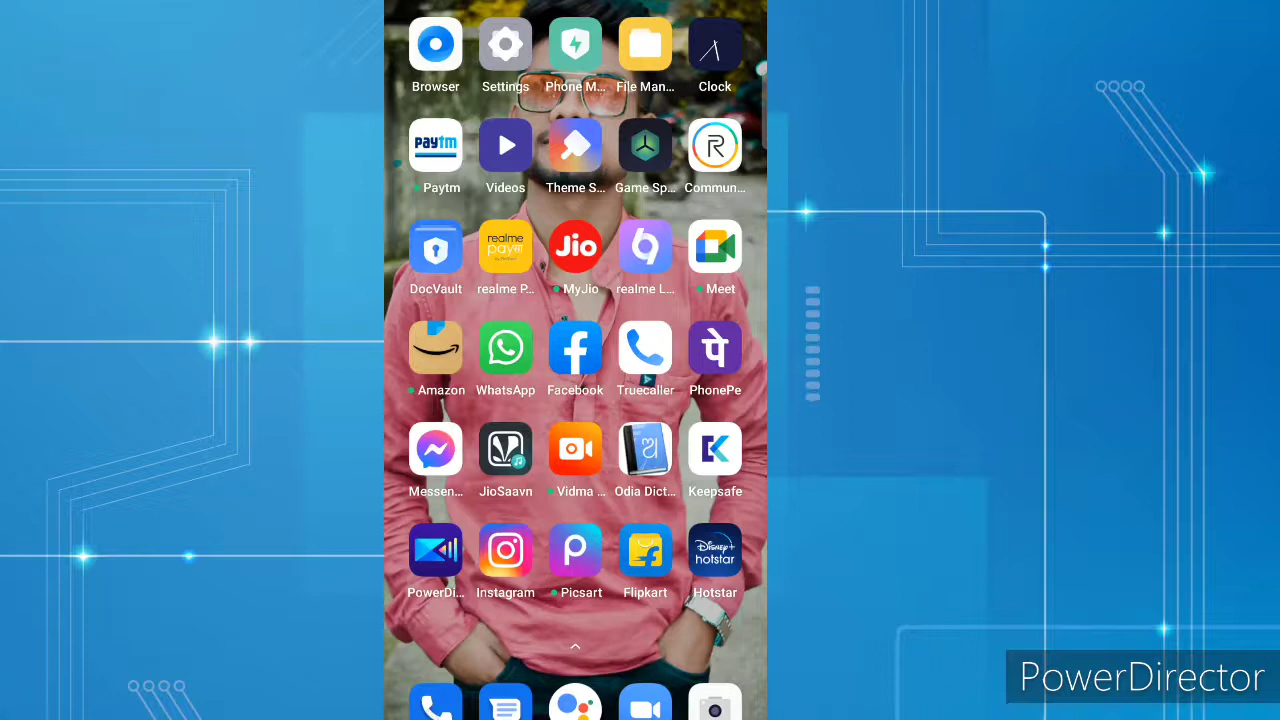 Browser Settings Phone M... File Man... Clock
paytm
R
Paytm Videos Theme S... Game Sp... Commun...
realme
pay
Jio
DocVault realme P... MyJio realme L... Meet
पे
Amazon WhatsApp Facebook Truecaller PhonePe
ଅ
Messen... JioSaavn Vidma ... Odia Dict... Keepsafe
Disney+
hotstar
PowerDi... Instagram Picsart Flipkart Hotstar
PowerDirector